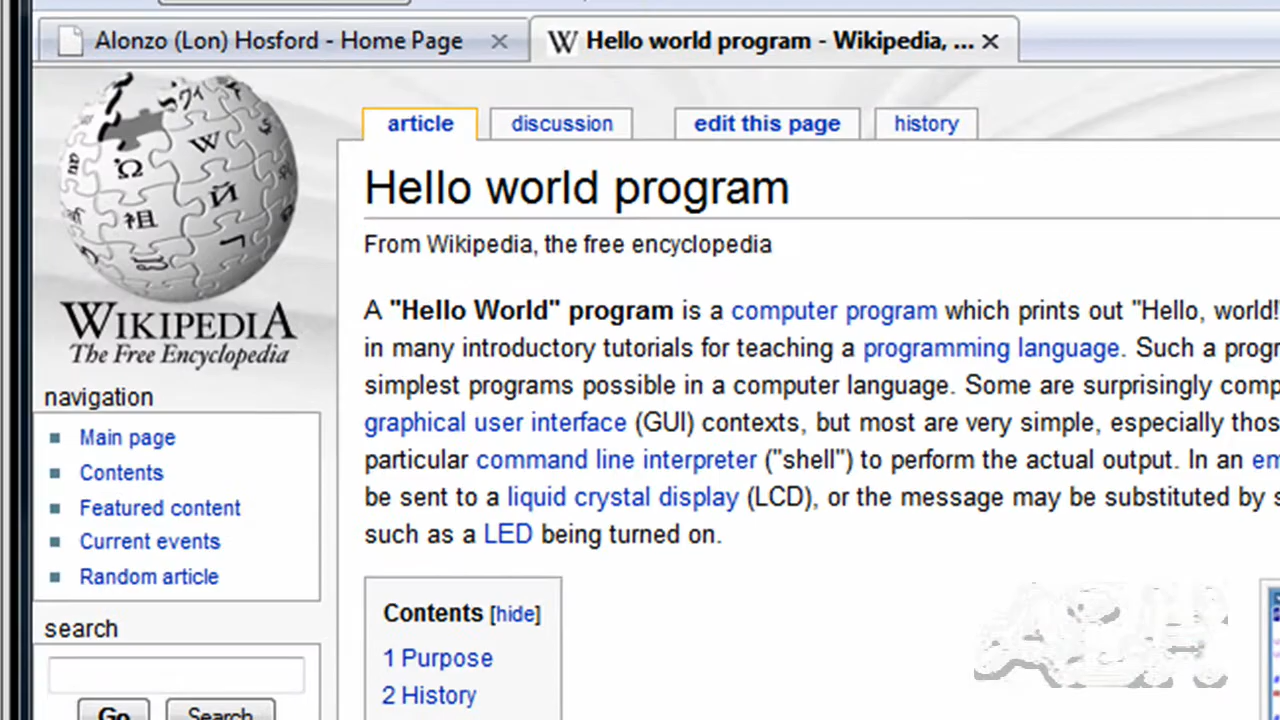 Alonzo (Lon) Hosford - Home Page
Hello world program - Wikipedia, ...
article
discussion
edit this page
history
Hello world program
From Wikipedia, the free encyclopedia
A "Hello World" program is a computer program which prints out "Hello, world!
in many introductory tutorials for teaching a programming language. Such a progr
simplest programs possible in a computer language. Some are surprisingly comp
graphical user interface (GUI) contexts, but most are very simple, especially thos
particular command line interpreter ("shell") to perform the actual output. In an em
be sent to a liquid crystal display (LCD), or the message may be substituted by s
such as a LED being turned on.
WIKIPEDIA
The Free Encyclopedia
navigation
Main page
Contents
Featured content
Current events
Random article
search
Go
Search
Contents [hide]
1 Purpose
2 History